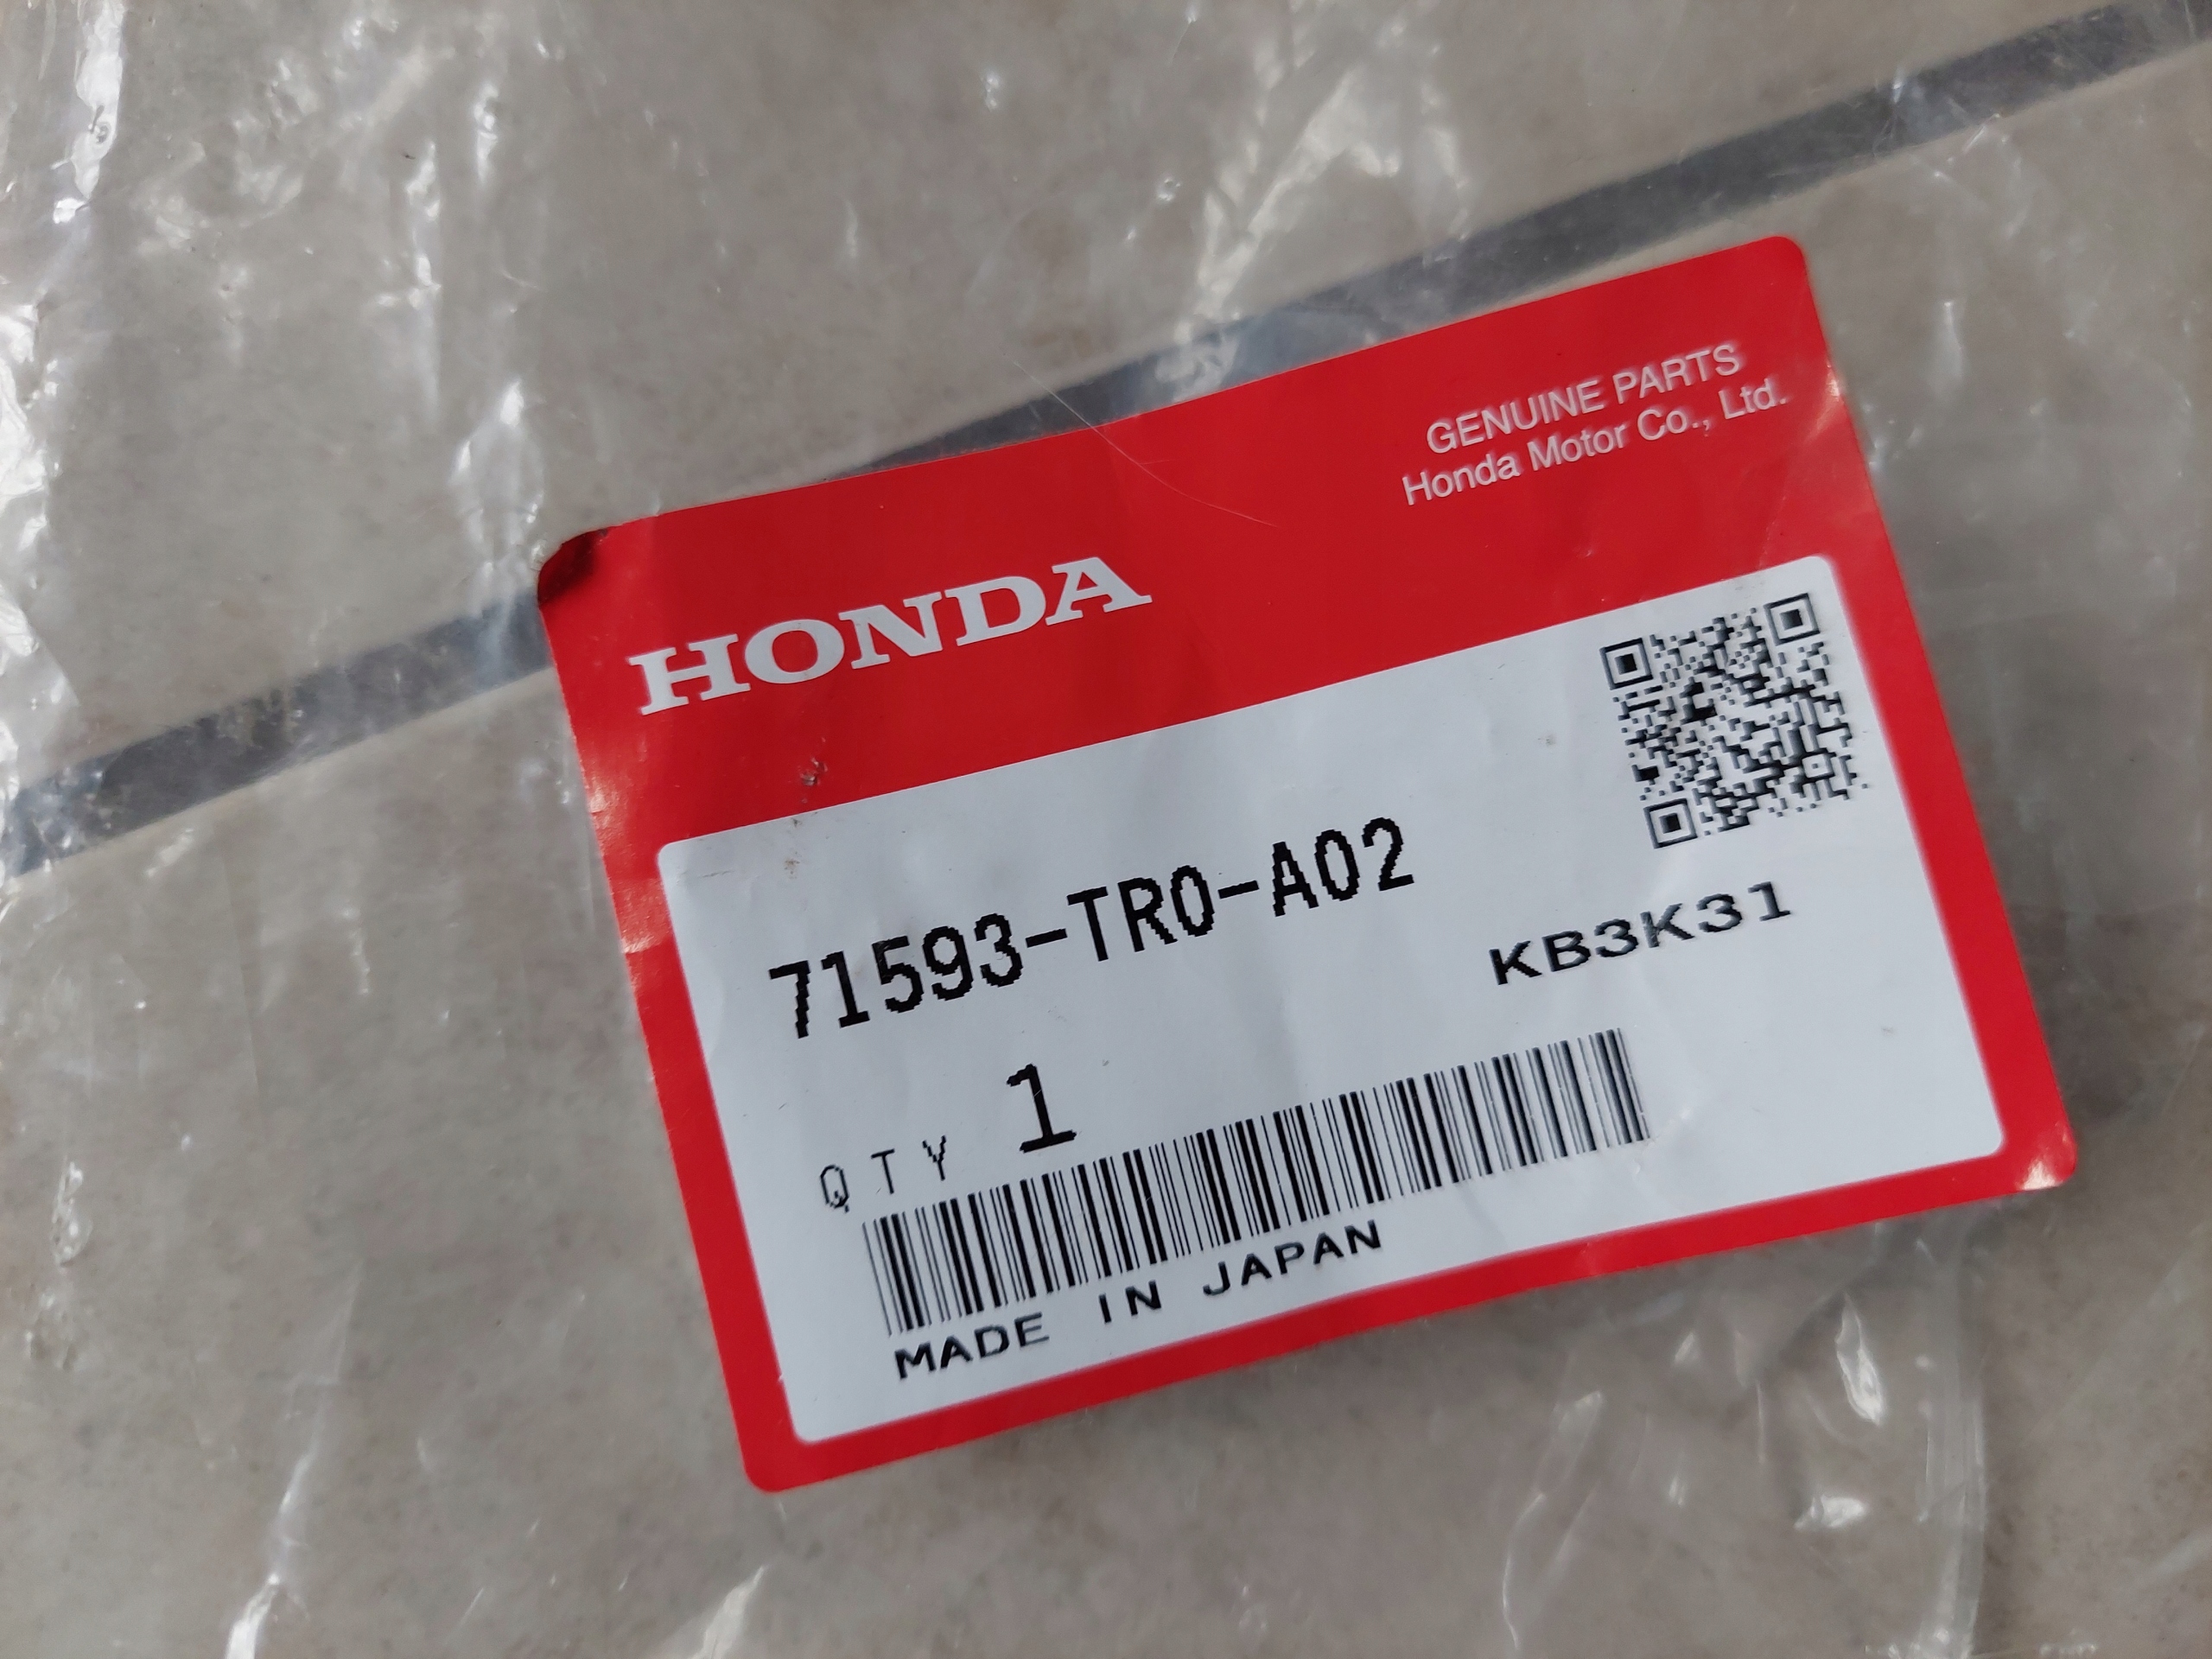 GENUINE PARTS
Honda Motor Co., Ltd.
HONDA
71593-TR0-A02
KB3K31
QTY 1
MADE IN JAPAN